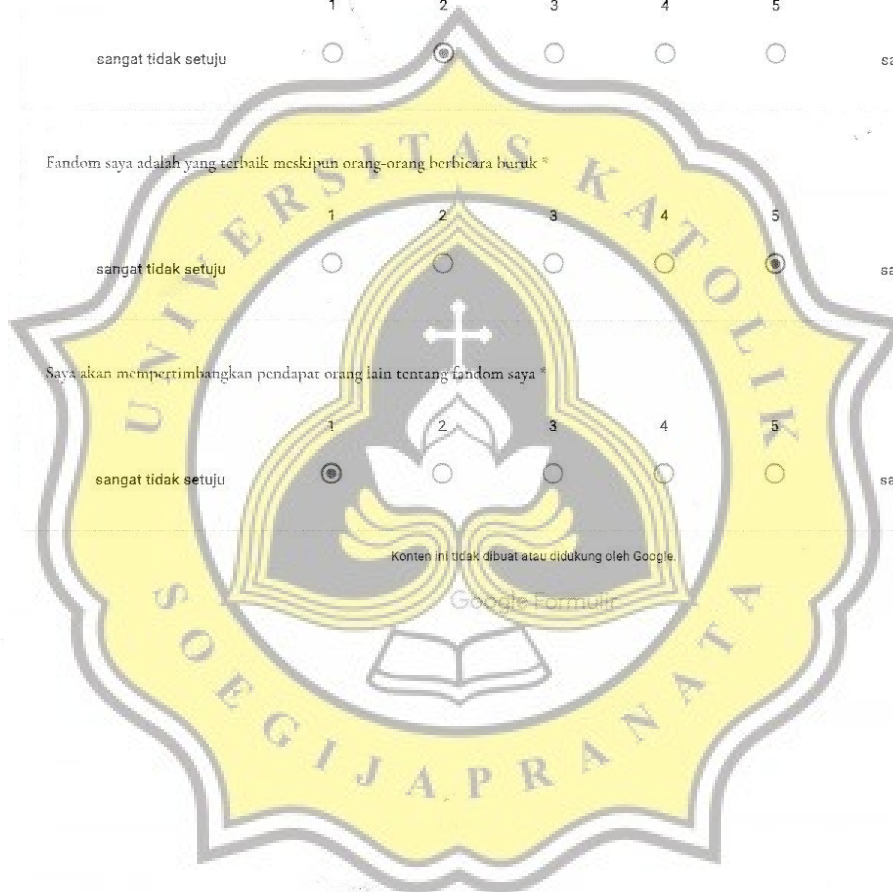 1 2 3 4 5
sangat tidak setuju
Fandom saya adalah yang terbaik meskipun orang-orang berbicara buruk *
1 2 3 4 5
sangat tidak setuju
Saya akan mempertimbangkan pendapat orang lain tentang fandom saya *
1 2 3 4 5
sangat tidak setuju
Konten ini tidak dibuat atau didukung oleh Google.
Google Formulir
UNIVERSITAS KATOLIK
SOEGIJAPRANATA